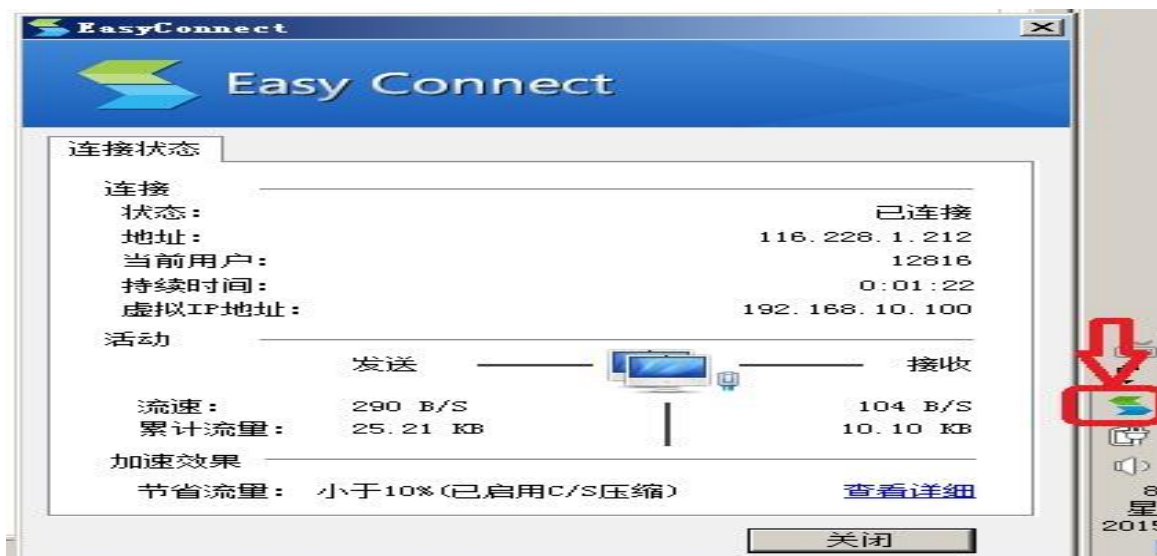 EasyConnect
Easy Connect
连接状态
连接
状态: 已连接
地址: 116.228.1.212
当前用户: 12816
持续时间: 0:01:22
虚拟IP地址: 192.168.10.100
活动
发送 接收
流速: 290 B/S 104 B/S
累计流量: 25.21 KB 10.10 KB
加速效果
节省流量: 小于10%(已启用C/S压缩) 查看详细
关闭
8
星
2015